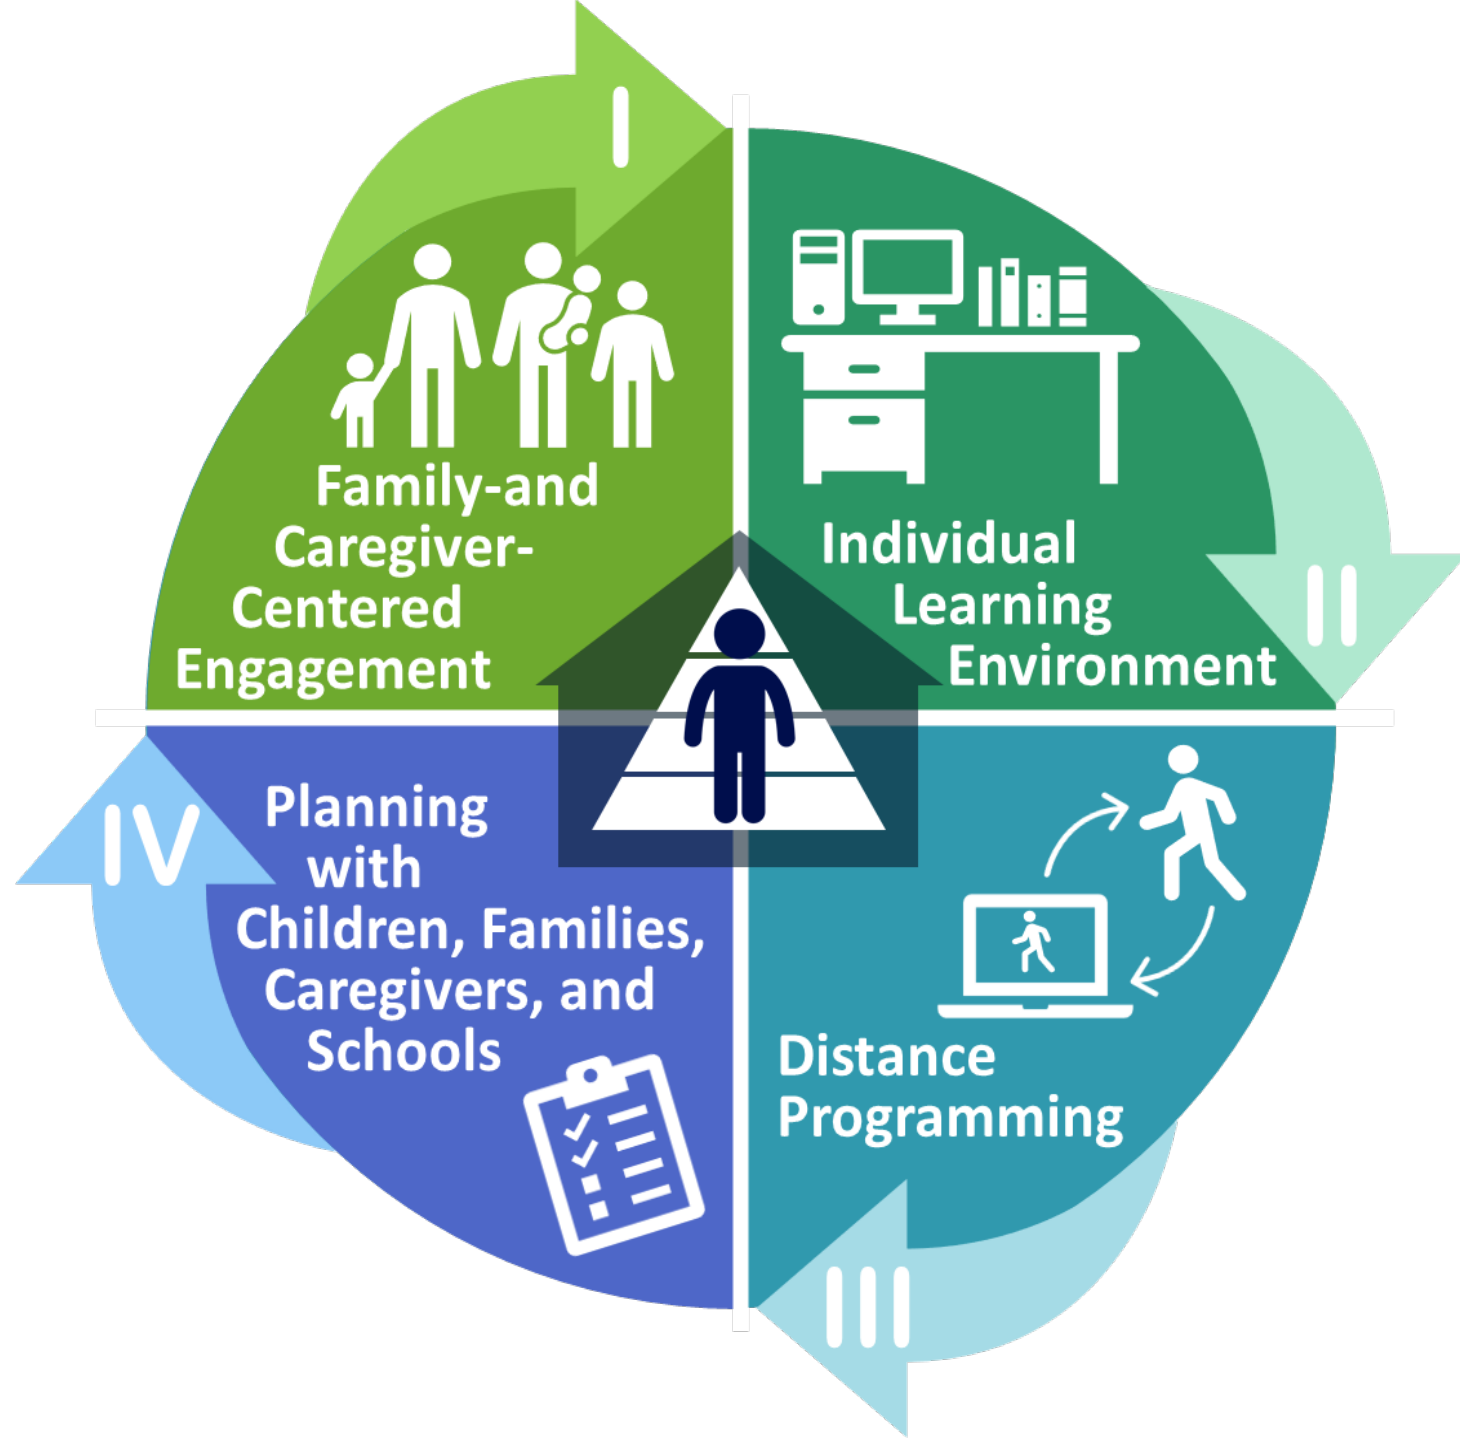 I
Family-and
Caregiver-
Centered
Engagement
Individual
Learning
Environment
II
Distance
Programming
III
Planning
with
Children, Families,
Caregivers, and
Schools
IV